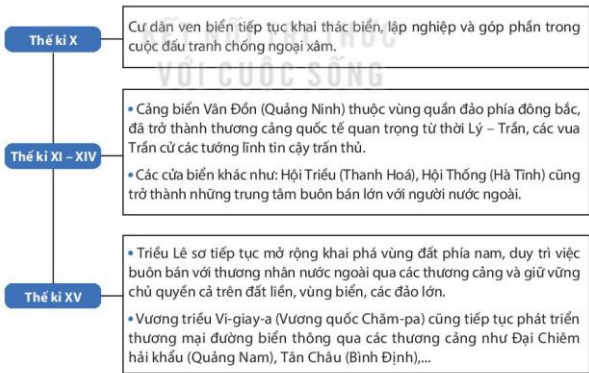 Thế kỉ X
Cư dân ven biển tiếp tục khai thác biển, lập nghiệp và góp phần trong
cuộc đấu tranh chống ngoại xâm.
KẾT NỐI TRI THỨC
VỚI CUỘC SỐNG
Thế kỉ XI – XIV
• Cảng biển Vân Đồn (Quảng Ninh) thuộc vùng quần đảo phía đông bắc,
đã trở thành thương cảng quốc tế quan trọng từ thời Lý – Trần, các vua
Trần cử các tướng lĩnh tin cậy trấn thủ.
• Các cửa biển khác như: Hội Triều (Thanh Hoá), Hội Thống (Hà Tĩnh) cũng
trở thành những trung tâm buôn bán lớn với người nước ngoài.
Thế kỉ XV
• Triều Lê sơ tiếp tục mở rộng khai phá vùng đất phía nam, duy trì việc
buôn bán với thương nhân nước ngoài qua các thương cảng và giữ vững
chủ quyền cả trên đất liền, vùng biển, các đảo lớn.
• Vương triều Vi-giay-a (Vương quốc Chăm-pa) cũng tiếp tục phát triển
thương mại đường biển thông qua các thương cảng như Đại Chiêm
hải khẩu (Quảng Nam), Tân Châu (Bình Định),...